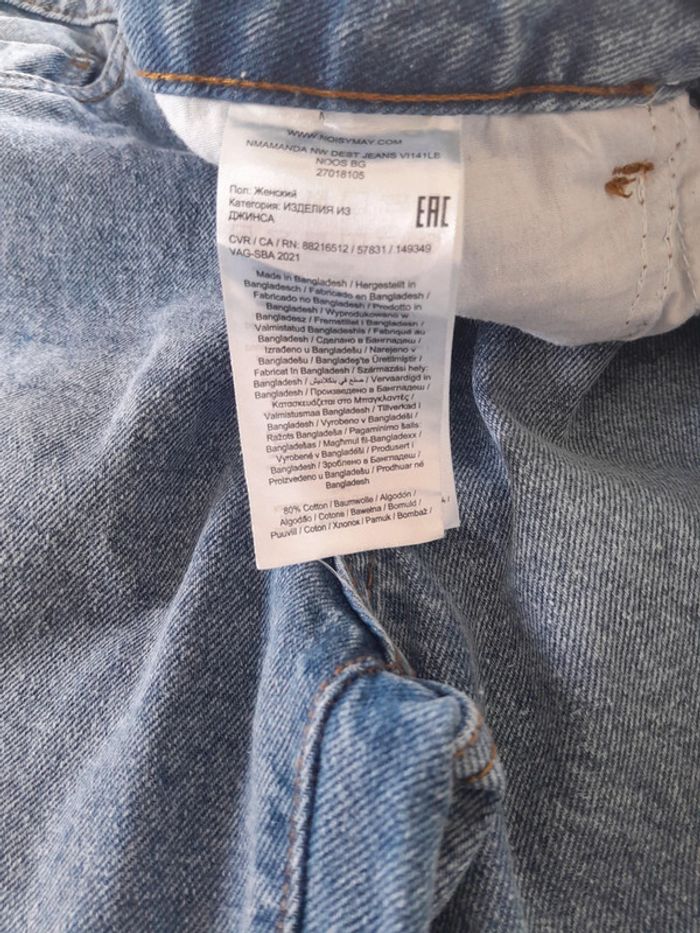 WWW.NOISYMAY.COM
NMAMANDA NW DEST JEANS VI141LB
NOOS BG
27018105
Пол: Женский
Категория: ИЗДЕЛИЯ ИЗ
ДЖИНСА
EAC
CVR / CA / RN: 88216512 / 57831 / 149349
VAG-SBA 2021
Made in Bangladesh / Hergestellt in
Bangladesch / Fabricado en Bangladesh /
Fabricado no Bangladesh / Prodotto in
Bangladesh / Wyprodukowano w
Bangladesz / Fremstillet i Bangladesh /
Valmistatud Bangladeshis / Fabriqué au
Bangladesh / Сделано в Бангладеш /
Izrađeno u Bangladešu / Narejeno v
Bangladešu / Bangladeş'te Üretilmiştir /
Fabricat în Bangladesh / Származási hely:
Bangladesh / صنع في بنگلاديش / Vervaardigd in
Bangladesh / Произведено в Бангладеш /
Κατασκευάζεται στο Μπαγκλαντές /
Valmistusmaa Bangladesh / Tillverkad i
Bangladesh / Vyrobeno v Bangladéši /
Ražots Bangladeša / Pagaminimo šalis
Bangladešas / Magħmul fil-Bangladexx /
Vyrobené v Bangladéši / Produsert i
Bangladesh / Зроблено в Бангладеш /
Proizvedeno u Bangladešu / Prodhuar në
Bangladesh
80% Cotton / Baumwolle / Algodón /
Algodão / Cotone / Bawełna / Bomuld /
Puuvill / Coton / Хлопок / Pamuk / Bombaž /